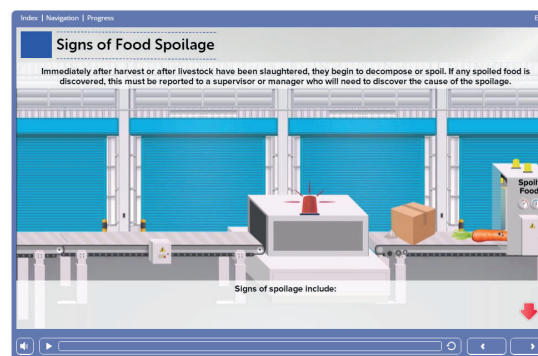 Index | Navigation | Progress
E
Signs of Food Spoilage
Immediately after harvest or after livestock have been slaughtered, they begin to decompose or spoil. If any spoiled food is
discovered, this must be reported to a supervisor or manager who will need to discover the cause of the spoilage.
Spoil
Food
Signs of spoilage include: